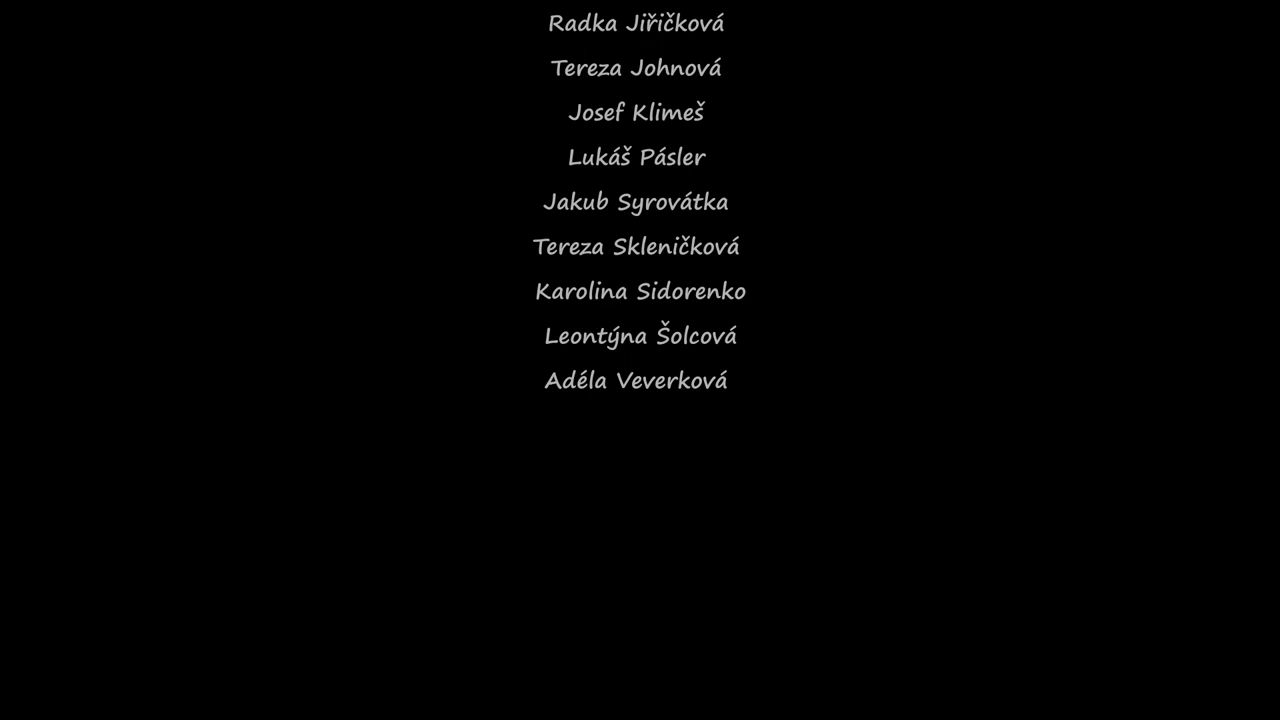 Radka Jiřičková
Tereza Johnová
Josef Klimeš
Lukáš Pásler
Jakub Syrovátka
Tereza Skleničková
Karolina Sidorenko
Leontýna Šolcová
Adéla Veverková